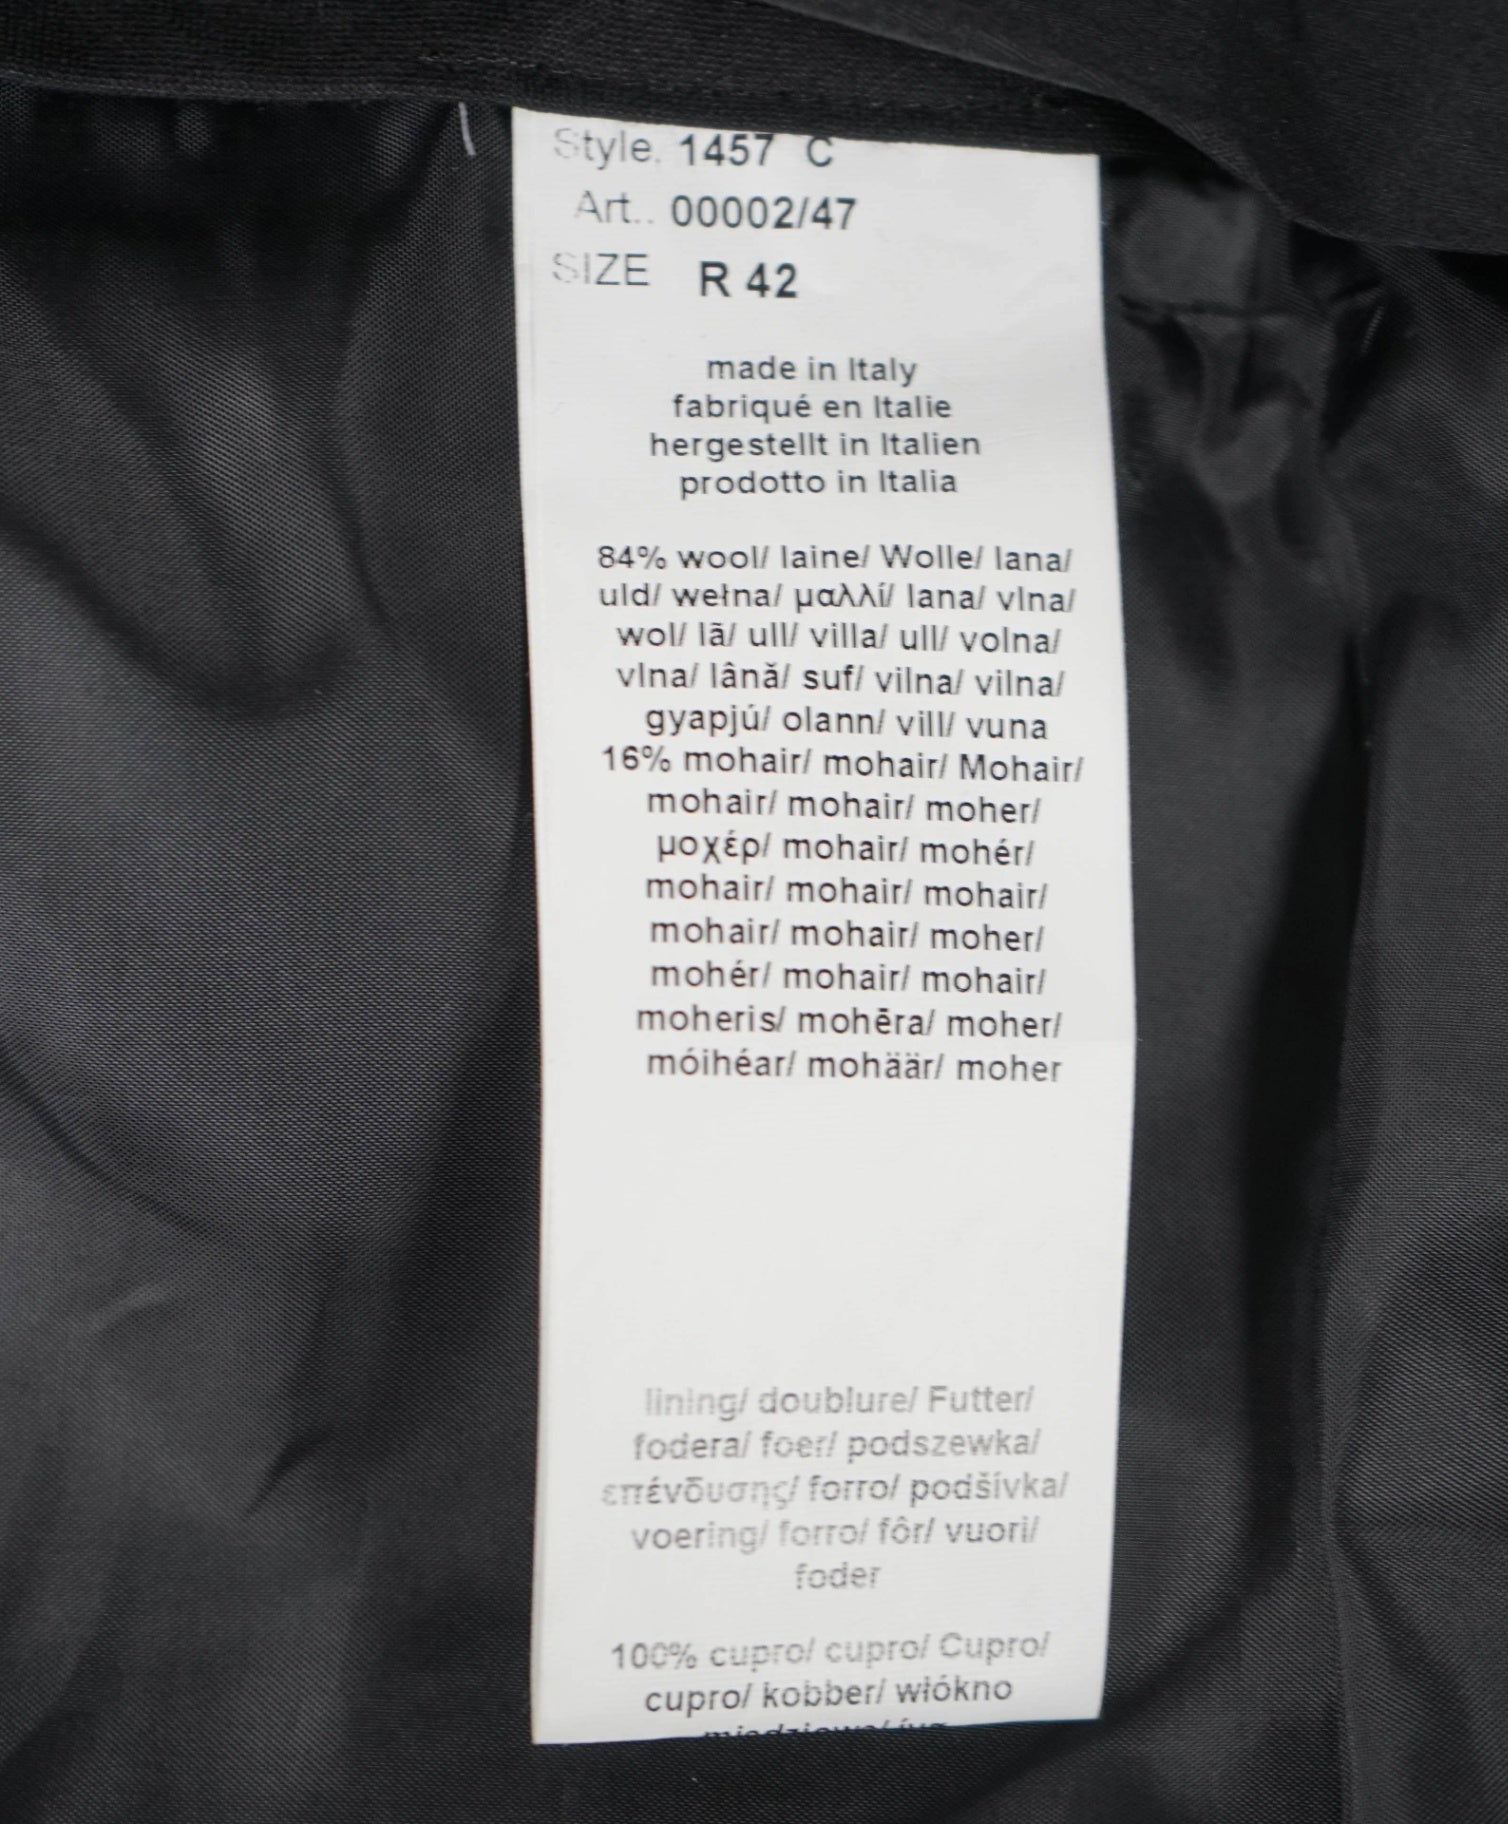 Style. 1457 C
Art.. 00002/47
SIZE R 42
made in Italy
fabriqué en Italie
hergestellt in Italien
prodotto in Italia
84% wool/ laine/ Wolle/ lana/
uld/ wełna/ μαλλί/ lana/ vlna/
wol/ lã/ ull/ villa/ ull/ volna/
vlna/ lână/ suf/ vilna/ vilna/
gyapjú/ olann/ vill/ vuna
16% mohair/ mohair/ Mohair/
mohair/ mohair/ moher/
μοχέρ/ mohair/ mohér/
mohair/ mohair/ mohair/
mohair/ mohair/ moher/
mohér/ mohair/ mohair/
moheris/ mohēra/ moher/
móihéar/ mohäär/ moher
lining/ doublure/ Futter/
fodera/ foer/ podszewka/
επένδυσης/ forro/ podšívka/
voering/ forro/ fôr/ vuori/
foder
100% cupro/ cupro/ Cupro/
cupro/ kobber/ włókno